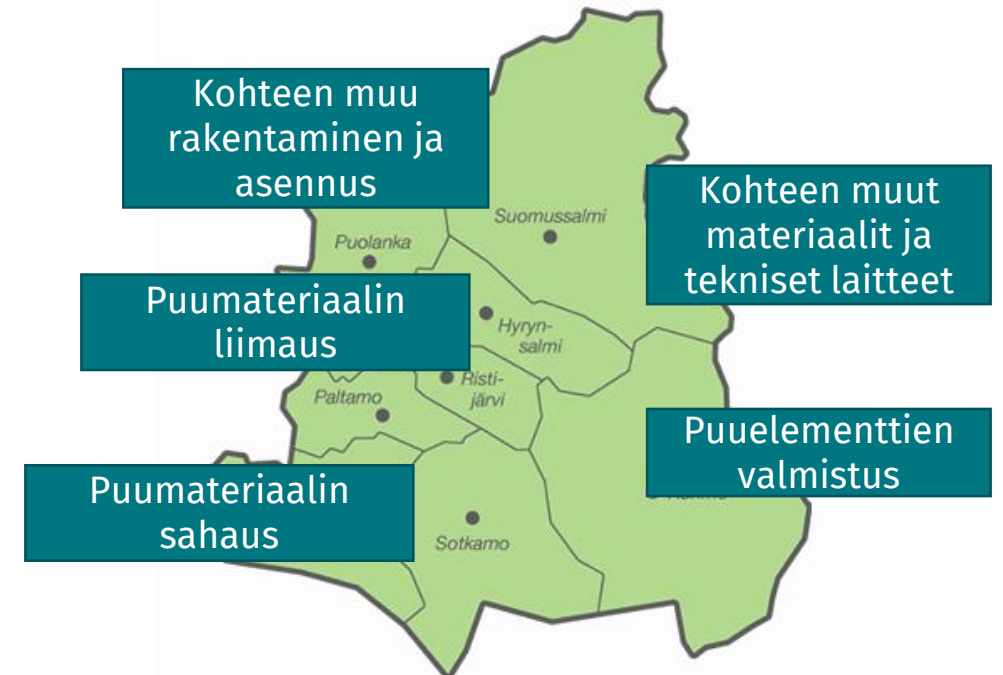 Kohteen muu
rakentaminen ja
asennus
Kohteen muut
materiaalit ja
tekniset laitteet
Suomussalmi
Puolanka
Puumateriaalin
liimaus
Hyryn-
salmi
Risti-
järvi
Paltamo
Puuelementtien
valmistus
Puumateriaalin
sahaus
Sotkamo